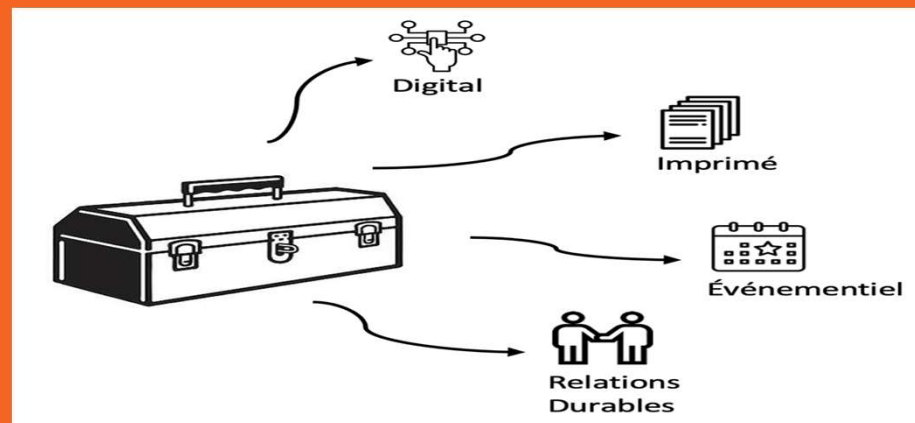 Digital
Imprimé
Événementiel
Relations
Durables